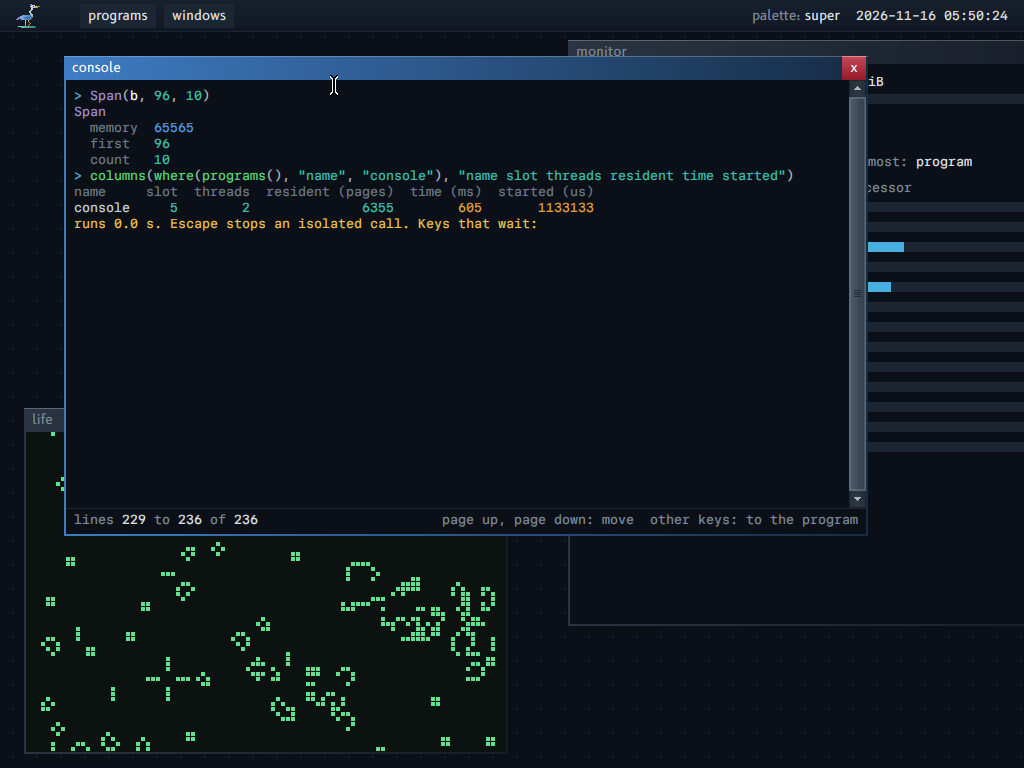 programs windows palette: super 2026-11-16 05:50:24
monitor
console x
iB
> Span(b, 96, 10)
Span
memory 65565
first 96
count 10
most: program
> columns(where(programs(), "name", "console"), "name slot threads resident time started")
cessor
name slot threads resident (pages) time (ms) started (us)
console 5 2 6355 605 1133133
runs 0.0 s. Escape stops an isolated call. Keys that wait:
life
lines 229 to 236 of 236 page up, page down: move other keys: to the program